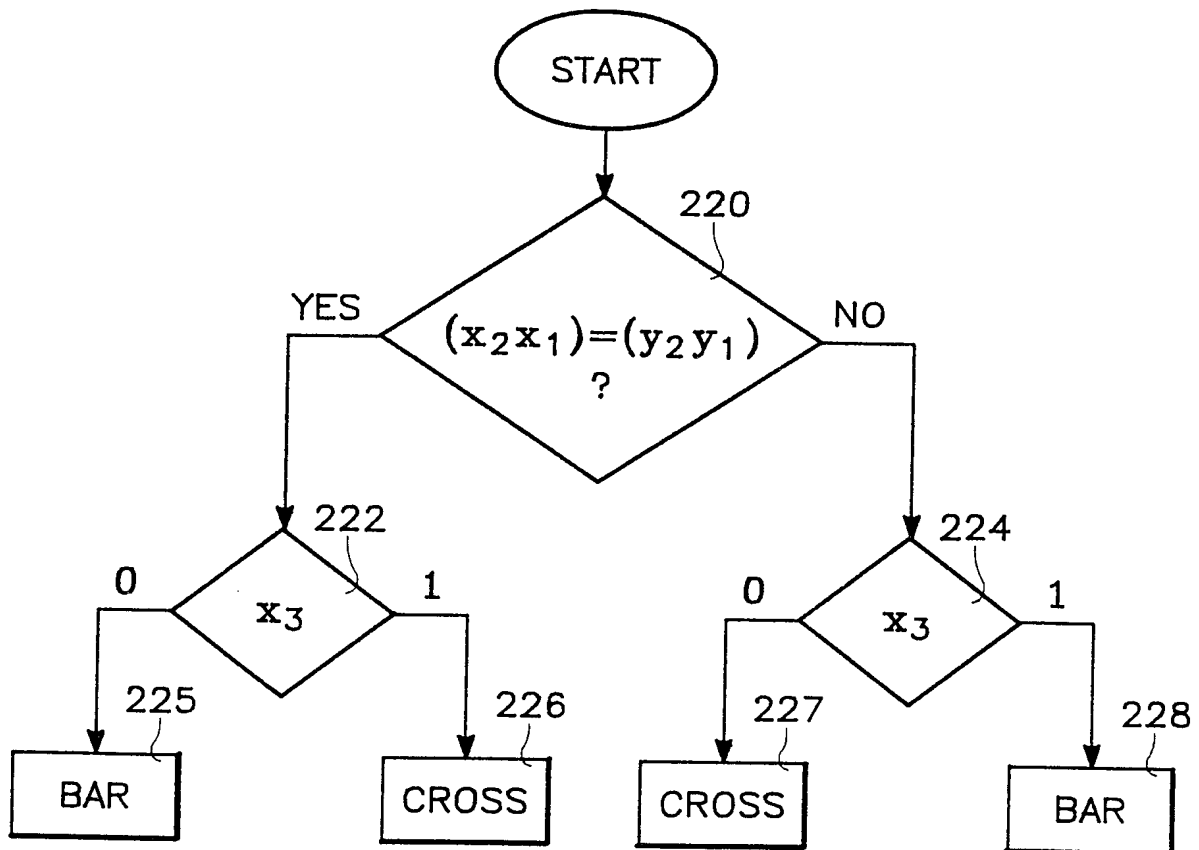 START
220
YES
NO
(x₂x₁)=(y₂y₁)
?
222
224
0
1
0
1
x₃
x₃
225
226
227
228
BAR
CROSS
CROSS
BAR